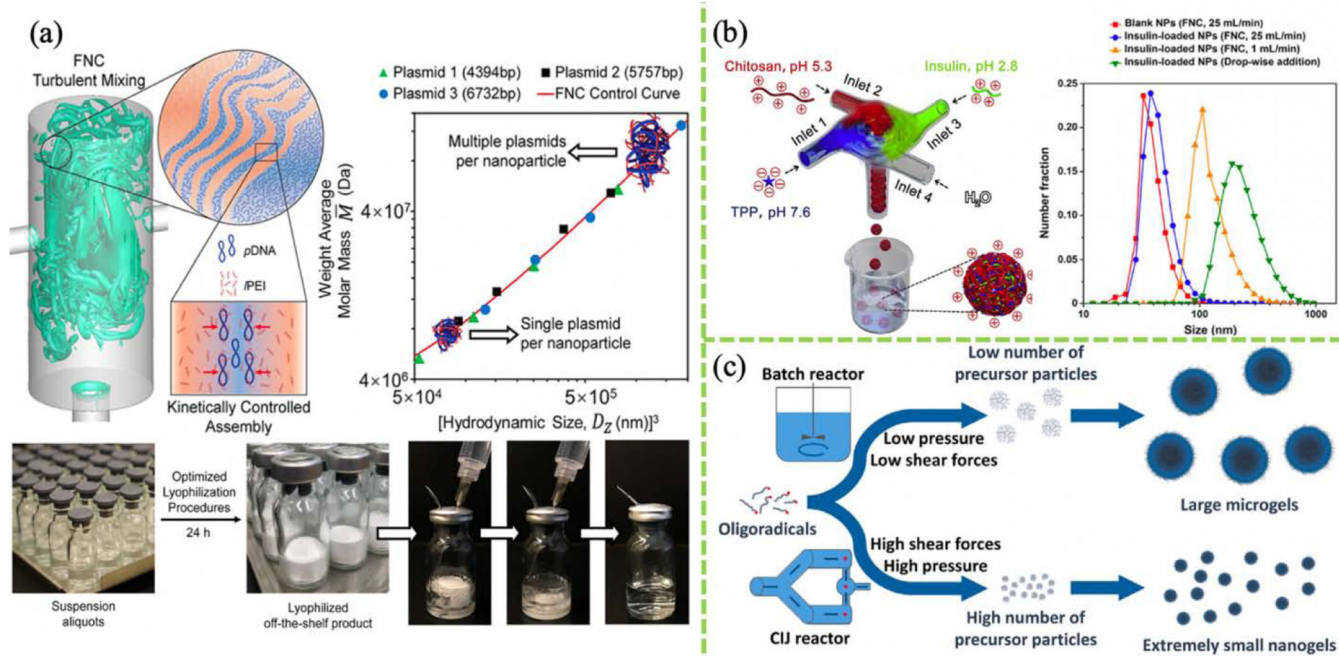 (a)
FNC
Turbulent Mixing
pDNA
lPEI
Kinetically Controlled
Assembly
Plasmid 1 (4394bp)
Plasmid 2 (5757bp)
Plasmid 3 (6732bp)
FNC Control Curve
Multiple plasmids
per nanoparticle
Single plasmid
per nanoparticle
Weight Average
Molar Mass M̄ (Da)
4×10⁷
4×10⁶
5×10⁴
5×10⁵
[Hydrodynamic Size, D_Z (nm)]³
Optimized
Lyophilization
Procedures
24 h
Suspension
aliquots
Lyophilized
off-the-shelf product
(b)
Chitosan, pH 5.3
Insulin, pH 2.8
Inlet 2
Inlet 1
Inlet 3
Inlet 4
TPP, pH 7.6
H₂O
Blank NPs (FNC, 25 mL/min)
Insulin-loaded NPs (FNC, 25 mL/min)
Insulin-loaded NPs (FNC, 1 mL/min)
Insulin-loaded NPs (Drop-wise addition)
Number fraction
0.25
0.20
0.15
0.10
0.05
0.00
10
100
1000
Size (nm)
(c)
Batch reactor
Low number of
precursor particles
Low pressure
Low shear forces
Large microgels
Oligoradicals
High shear forces
High pressure
CIJ reactor
High number of
precursor particles
Extremely small nanogels